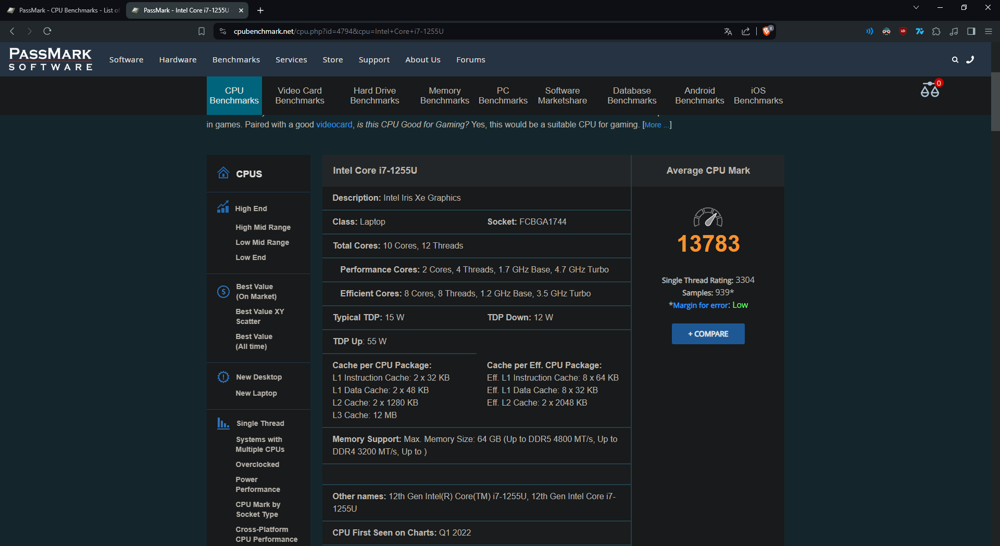 PassMark - CPU Benchmarks - List of
PassMark - Intel Core i7-1255U
cpubenchmark.net/cpu.php?id=4794&cpu=Intel+Core+i7-1255U
3
UD
PASSMARK
SOFTWARE
Software
Hardware
Benchmarks
Services
Store
Support
About Us
Forums
0
CPU
Benchmarks
Video Card
Benchmarks
Hard Drive
Benchmarks
Memory
Benchmarks
PC
Benchmarks
Software
Marketshare
Database
Benchmarks
Android
Benchmarks
iOS
Benchmarks
in games. Paired with a good videocard, is this CPU Good for Gaming? Yes, this would be a suitable CPU for gaming. [More ...]
CPUS
High End
High Mid Range
Low Mid Range
Low End
Best Value
(On Market)
Best Value XY
Scatter
Best Value
(All time)
New Desktop
New Laptop
Single Thread
Systems with
Multiple CPUs
Overclocked
Power
Performance
CPU Mark by
Socket Type
Cross-Platform
CPU Performance
Intel Core i7-1255U
Description: Intel Iris Xe Graphics
Class: Laptop
Socket: FCBGA1744
Total Cores: 10 Cores, 12 Threads
Performance Cores: 2 Cores, 4 Threads, 1.7 GHz Base, 4.7 GHz Turbo
Efficient Cores: 8 Cores, 8 Threads, 1.2 GHz Base, 3.5 GHz Turbo
Typical TDP: 15 W
TDP Down: 12 W
TDP Up: 55 W
Cache per CPU Package:
L1 Instruction Cache: 2 x 32 KB
L1 Data Cache: 2 x 48 KB
L2 Cache: 2 x 1280 KB
L3 Cache: 12 MB
Cache per Eff. CPU Package:
Eff. L1 Instruction Cache: 8 x 64 KB
Eff. L1 Data Cache: 8 x 32 KB
Eff. L2 Cache: 2 x 2048 KB
Memory Support: Max. Memory Size: 64 GB (Up to DDR5 4800 MT/s, Up to
DDR4 3200 MT/s, Up to )
Other names: 12th Gen Intel(R) Core(TM) i7-1255U, 12th Gen Intel Core i7-
1255U
CPU First Seen on Charts: Q1 2022
Average CPU Mark
13783
Single Thread Rating: 3304
Samples: 939*
*Margin for error: Low
+ COMPARE